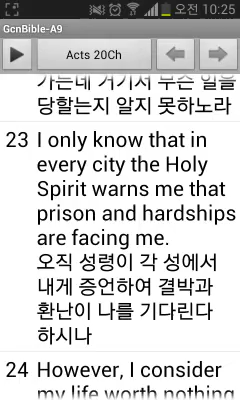 오전 10:25
GcnBible-A9
Acts 20Ch
가는데 거기서 무슨 일을
당할는지 알지 못하노라
23 I only know that in
every city the Holy
Spirit warns me that
prison and hardships
are facing me.
오직 성령이 각 성에서
내게 증언하여 결박과
환난이 나를 기다린다
하시나
24 However, I consider
my life worth nothing